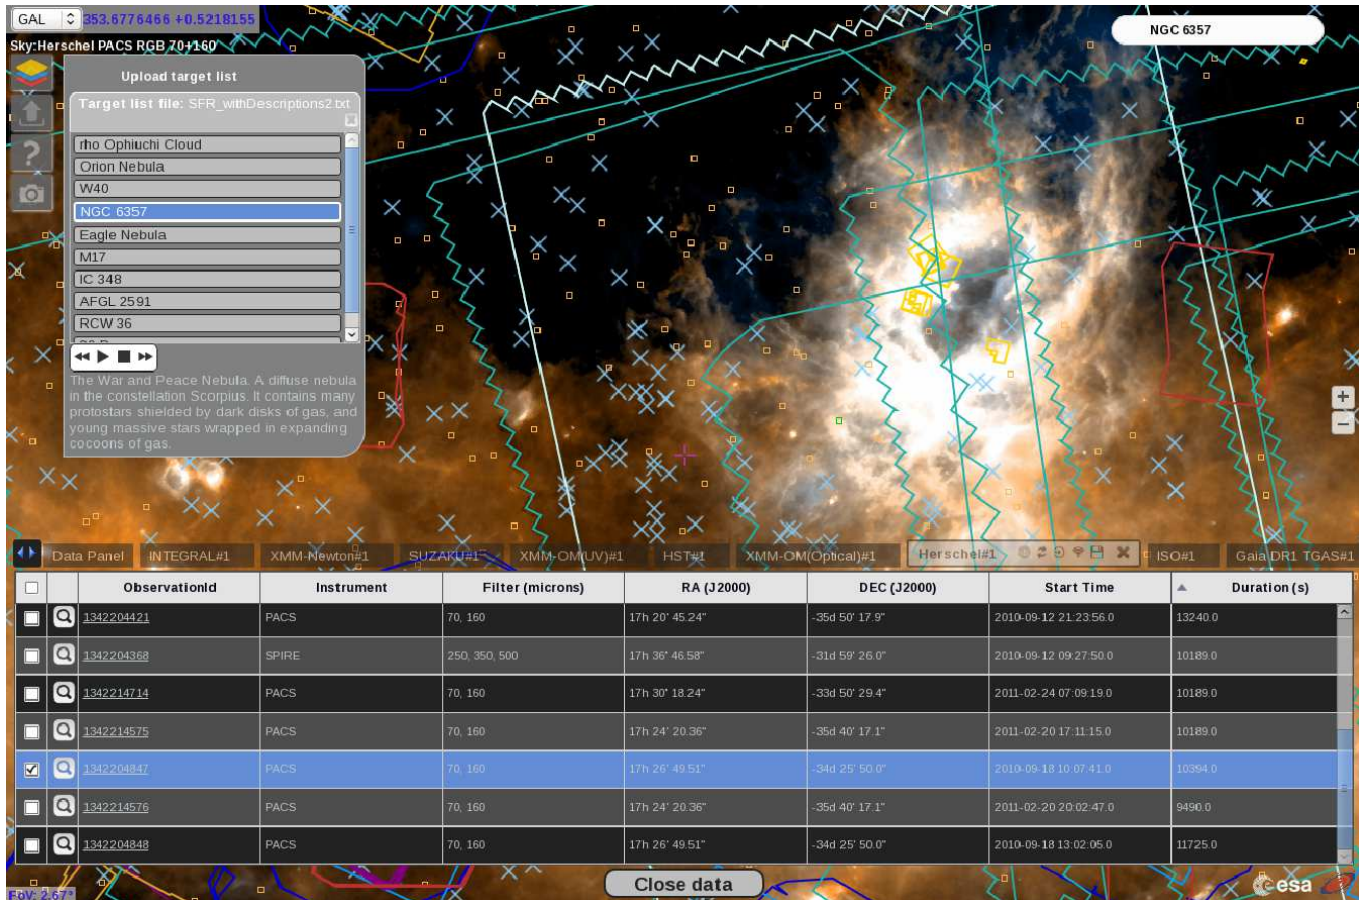 GAL 353.6776466 +0.5218155
NGC 6357
Sky:Herschel PACS RGB 70+160
Upload target list
Target list file: SFR_withDescriptions2.txt
rho Ophiuchi Cloud
Orion Nebula
W40
NGC 6357
Eagle Nebula
M17
IC 348
AFGL 2591
RCW 36
The War and Peace Nebula. A diffuse nebula
in the constellation Scorpius. It contains many
protostars shielded by dark disks of gas, and
young massive stars wrapped in expanding
cocoons of gas.
Data Panel INTEGRAL#1 XMM-Newton#1 SUZAKU#1 XMM-OM(UV)#1 HST#1 XMM-OM(Optical)#1 Herschel#1 ISO#1 Gaia DR1 TGAS#1
ObservationId Instrument Filter (microns) RA (J2000) DEC (J2000) Start Time Duration (s)
1342204421 PACS 70, 160 17h 20' 45.24" -35d 50' 17.9" 2010-09-12 21:23:56.0 13240.0
1342204368 SPIRE 250, 350, 500 17h 36' 46.58" -31d 59' 26.0" 2010-09-12 09:27:50.0 10189.0
1342214714 PACS 70, 160 17h 30' 18.24" -33d 50' 29.4" 2011-02-24 07:09:19.0 10189.0
1342214575 PACS 70, 160 17h 24' 20.36" -35d 40' 17.1" 2011-02-20 17:11:15.0 10189.0
1342204847 PACS 70, 160 17h 26' 49.51" -34d 25' 50.0" 2010-09-18 10:07:41.0 10394.0
1342214576 PACS 70, 160 17h 24' 20.36" -35d 40' 17.1" 2011-02-20 20:02:47.0 9490.0
1342204848 PACS 70, 160 17h 26' 49.51" -34d 25' 50.0" 2010-09-18 13:02:05.0 11725.0
Close data
FoV: 2.67°
esa